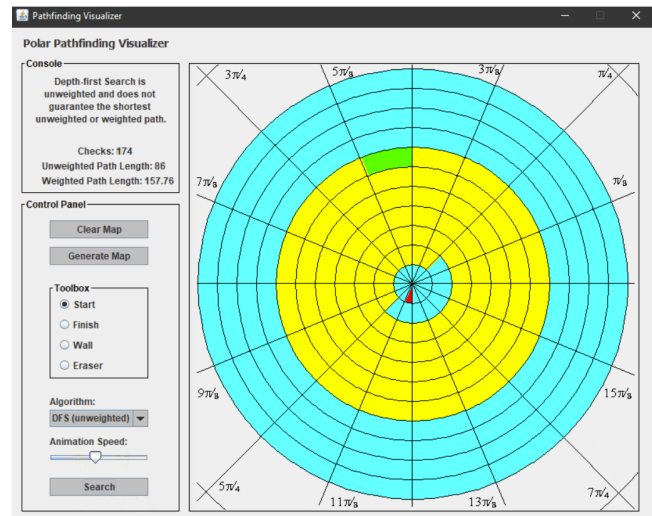 Pathfinding Visualizer
Polar Pathfinding Visualizer
Console
Depth-first Search is
unweighted and does not
guarantee the shortest
unweighted or weighted path.
Checks: 174
Unweighted Path Length: 86
Weighted Path Length: 157.76
Control Panel
Clear Map
Generate Map
Toolbox
Start
Finish
Wall
Eraser
Algorithm:
DFS (unweighted)
Animation Speed:
Search
3π/4
5π/8
3π/8
π/4
7π/8
π/8
9π/8
15π/8
5π/4
11π/8
13π/8
7π/4